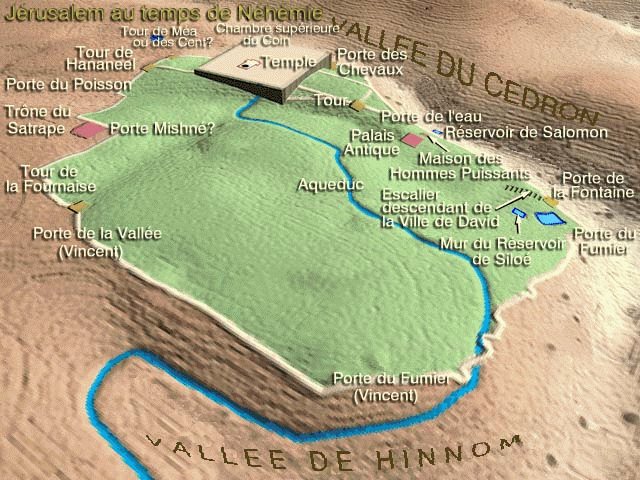 Jérusalem au temps de Néhémie
Tour de Méa
ou des Cent?
Chambre supérieure
du Coin
VALLEE DU CEDRON
Tour de
Hananeel
Temple
Porte des
Chevaux
Porte du Poisson
Tour
Trône du
Satrape
Porte Mishné?
Porte de l'eau
Réservoir de Salomon
Palais
Antique
Maison des
Hommes Puissants
Tour de
la Fournaise
Aqueduc
Porte de
la Fontaine
Escalier
descendant de
la Ville de David
Porte de la Vallée
(Vincent)
Mur du Réservoir
de Siloé
Porte du
Fumier
Porte du Fumier
(Vincent)
VALLEE DE HINNOM